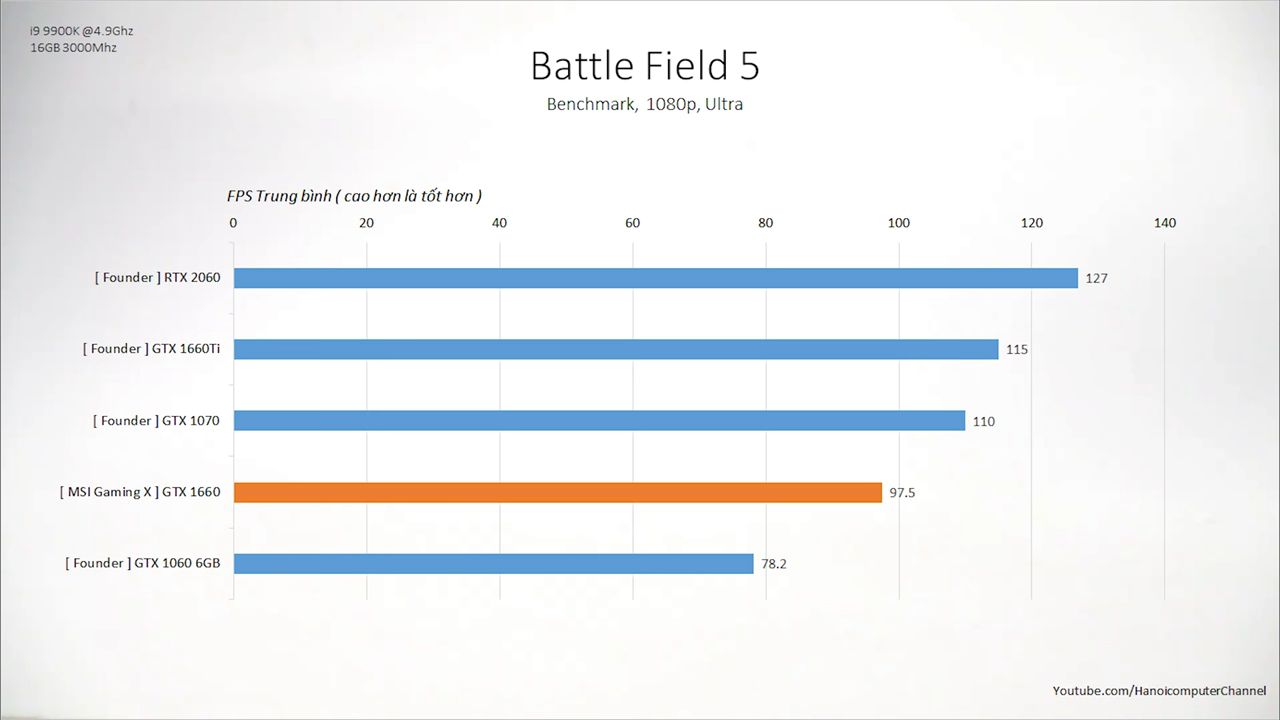 i9 9900K @4.9Ghz
16GB 3000Mhz
Battle Field 5
Benchmark, 1080p, Ultra
FPS Trung bình ( cao hơn là tốt hơn )
0 20 40 60 80 100 120 140
[ Founder ] RTX 2060 127
[ Founder ] GTX 1660Ti 115
[ Founder ] GTX 1070 110
[ MSI Gaming X ] GTX 1660 97.5
[ Founder ] GTX 1060 6GB 78.2
Youtube.com/HanoicomputerChannel